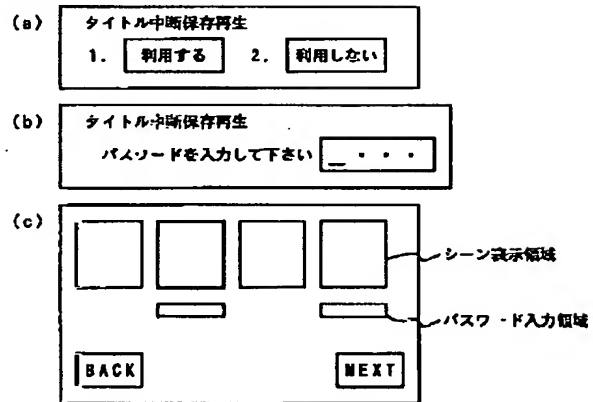 (a) タイトル中断保存再生
1. 利用する 2. 利用しない
(b) タイトル中断保存再生
パスワードを入力して下さい _ ・ ・ ・
(c)
シーン表示領域
パスワード入力領域
BACK NEXT